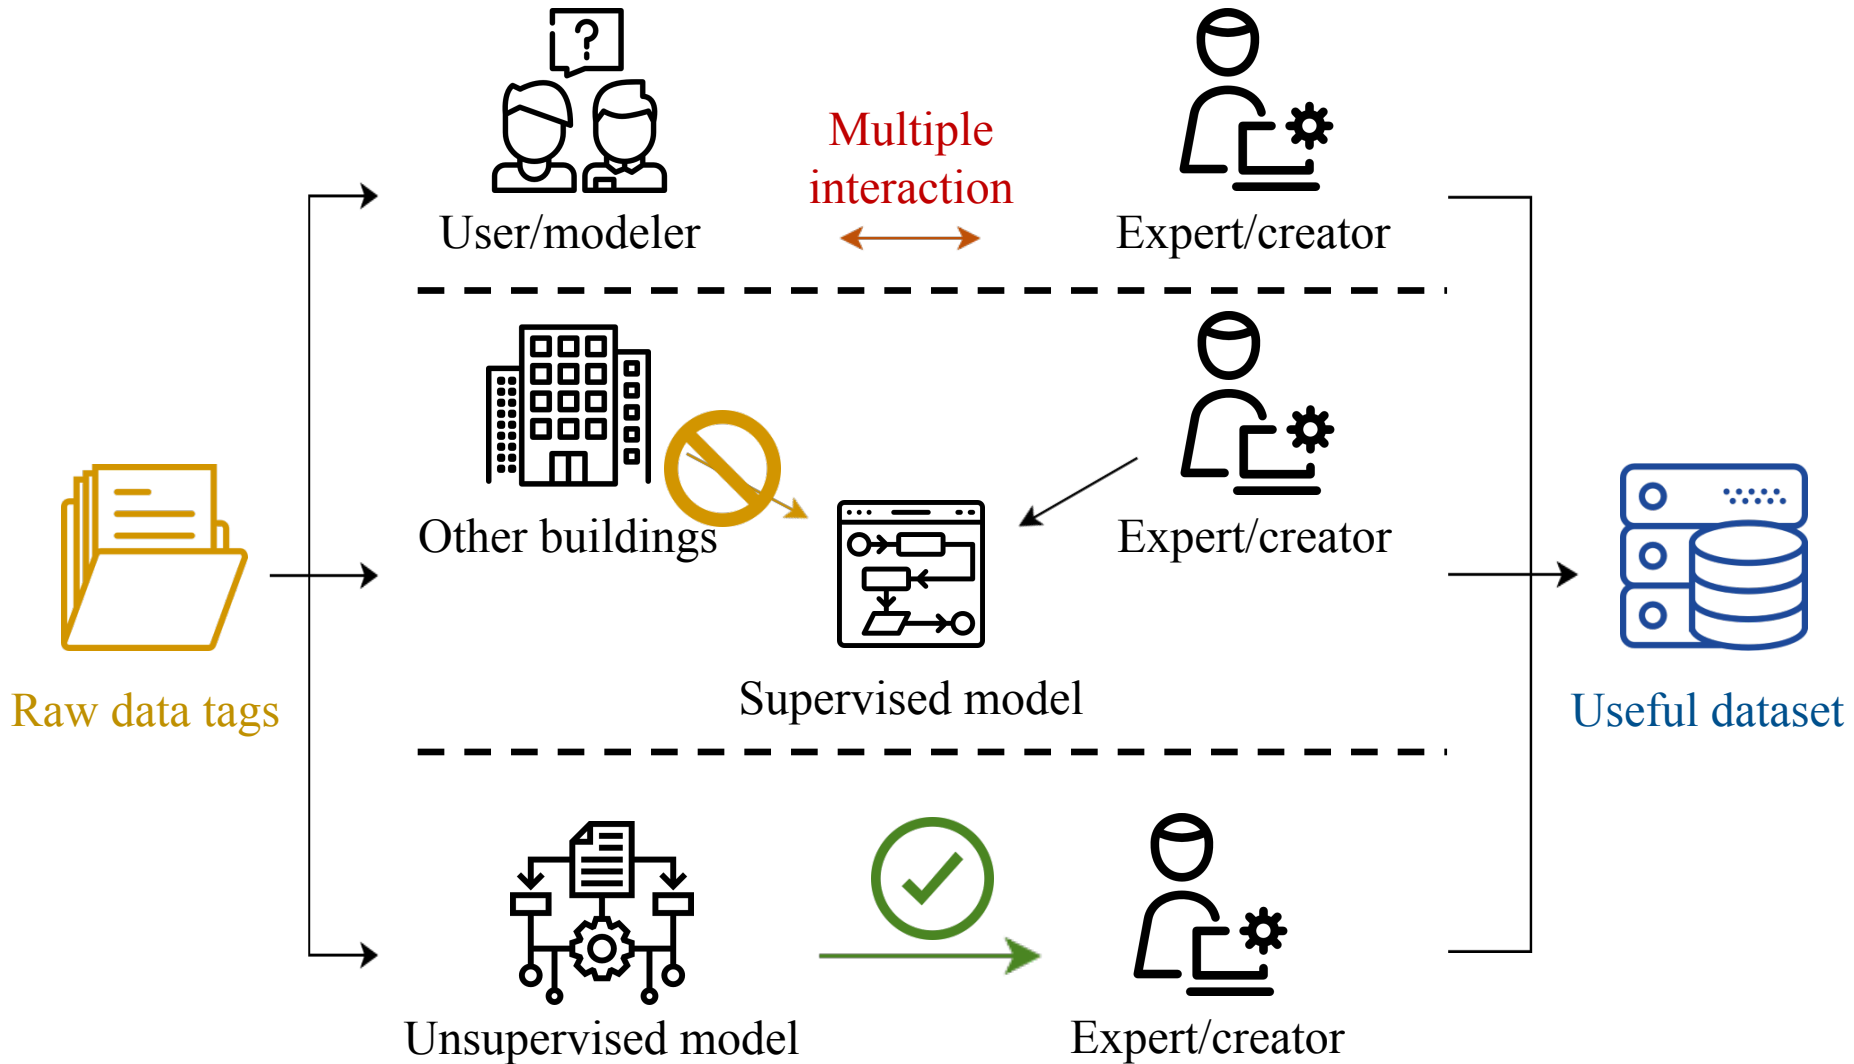 ?
Multiple
interaction
User/modeler
Expert/creator
Other buildings
Expert/creator
Supervised model
Raw data tags
Useful dataset
Unsupervised model
Expert/creator